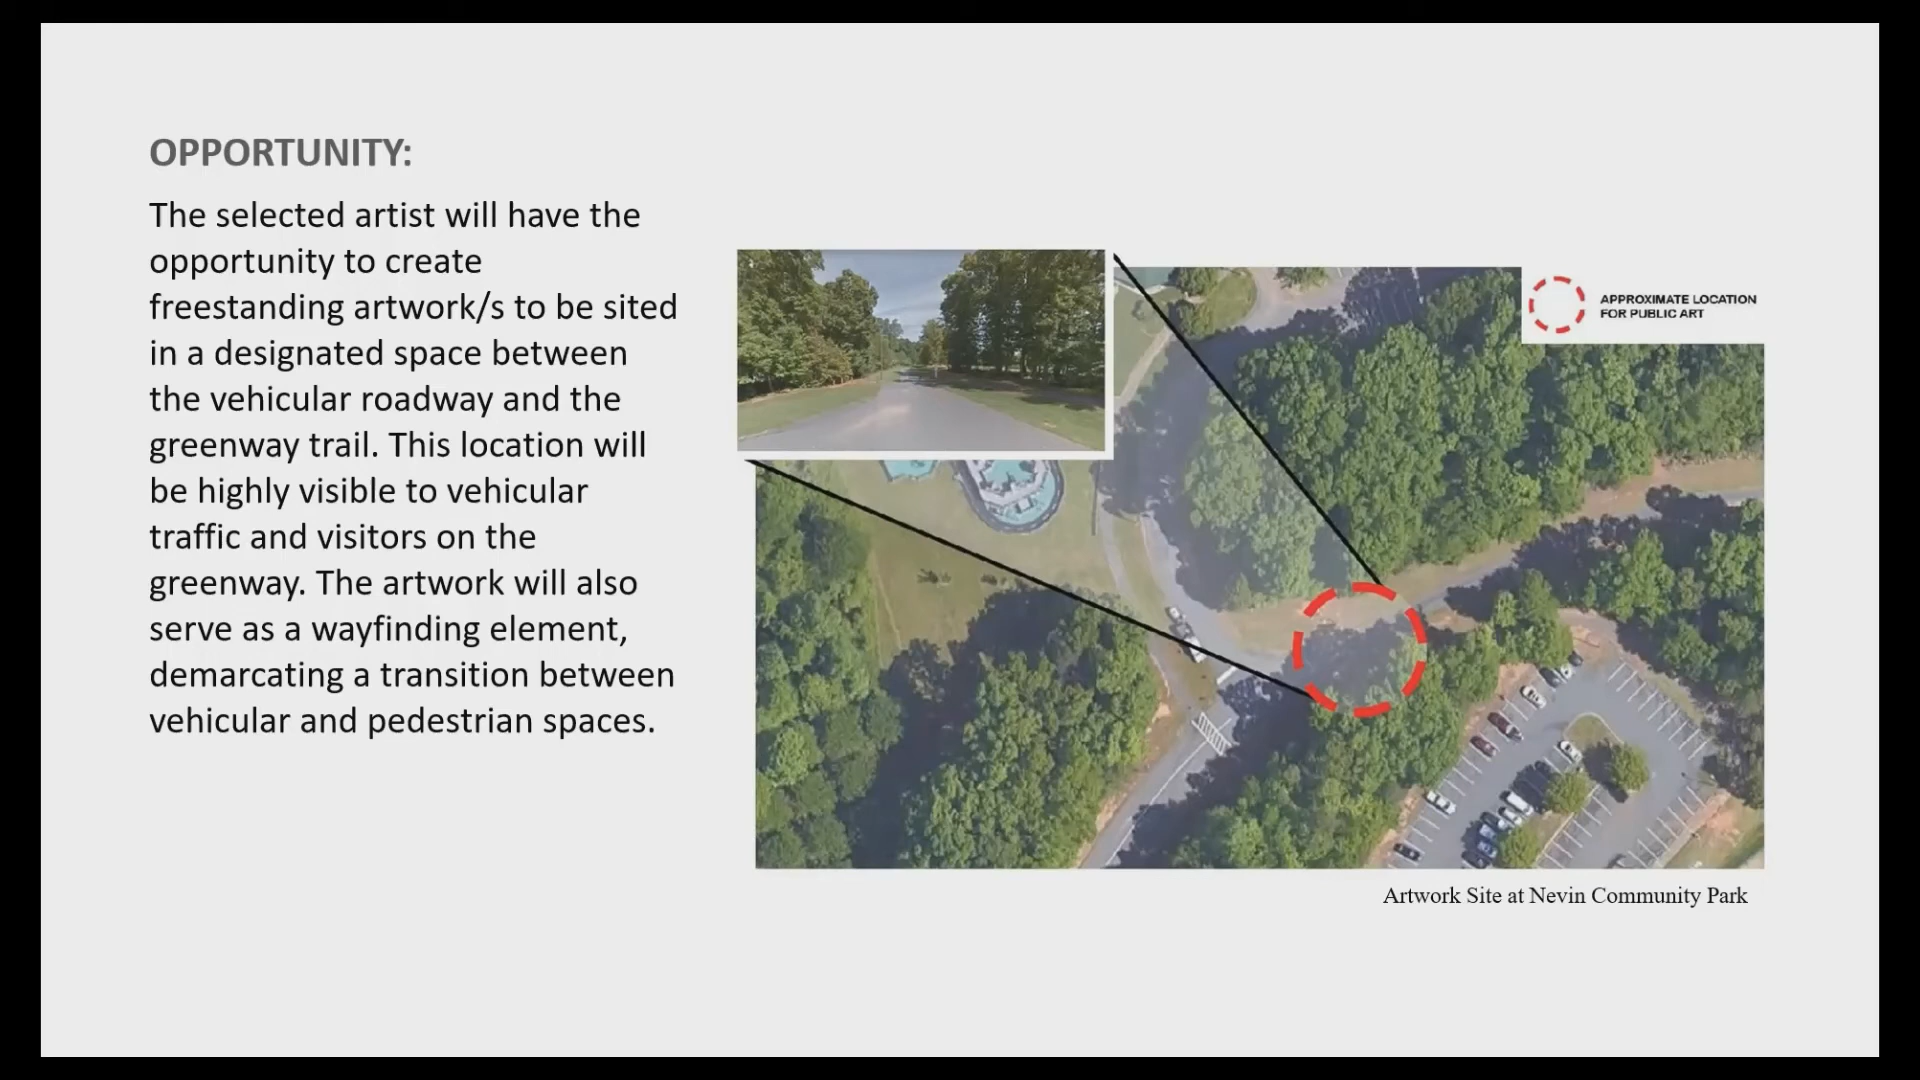 OPPORTUNITY:
The selected artist will have the
opportunity to create
freestanding artwork/s to be sited
in a designated space between
the vehicular roadway and the
greenway trail. This location will
be highly visible to vehicular
traffic and visitors on the
greenway. The artwork will also
serve as a wayfinding element,
demarcating a transition between
vehicular and pedestrian spaces.
APPROXIMATE LOCATION
FOR PUBLIC ART
Artwork Site at Nevin Community Park